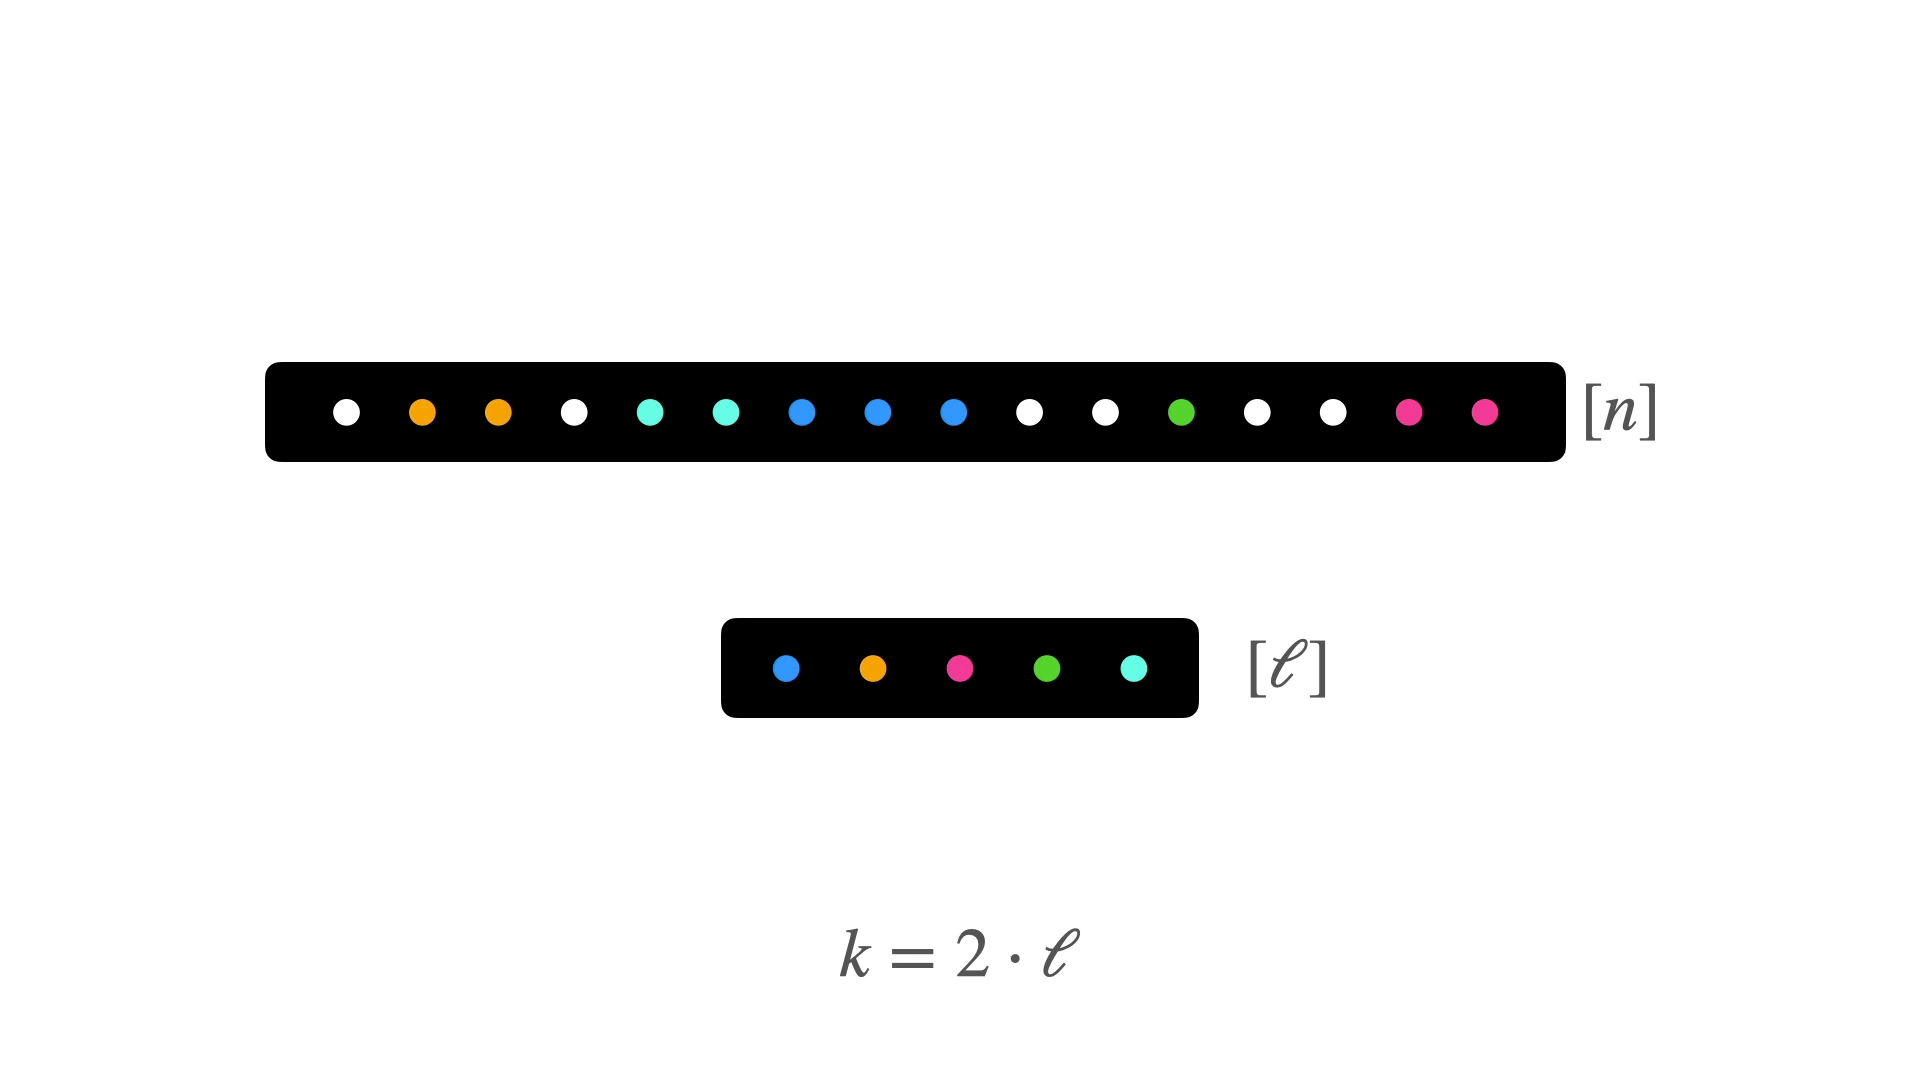 [n]
[ℓ]
k = 2 · ℓ